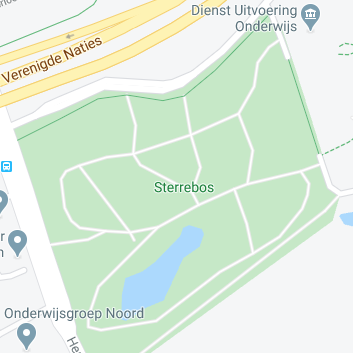 Dienst Uitvoering
Onderwijs
Verenigde Naties
Sterrebos
Onderwijsgroep Noord